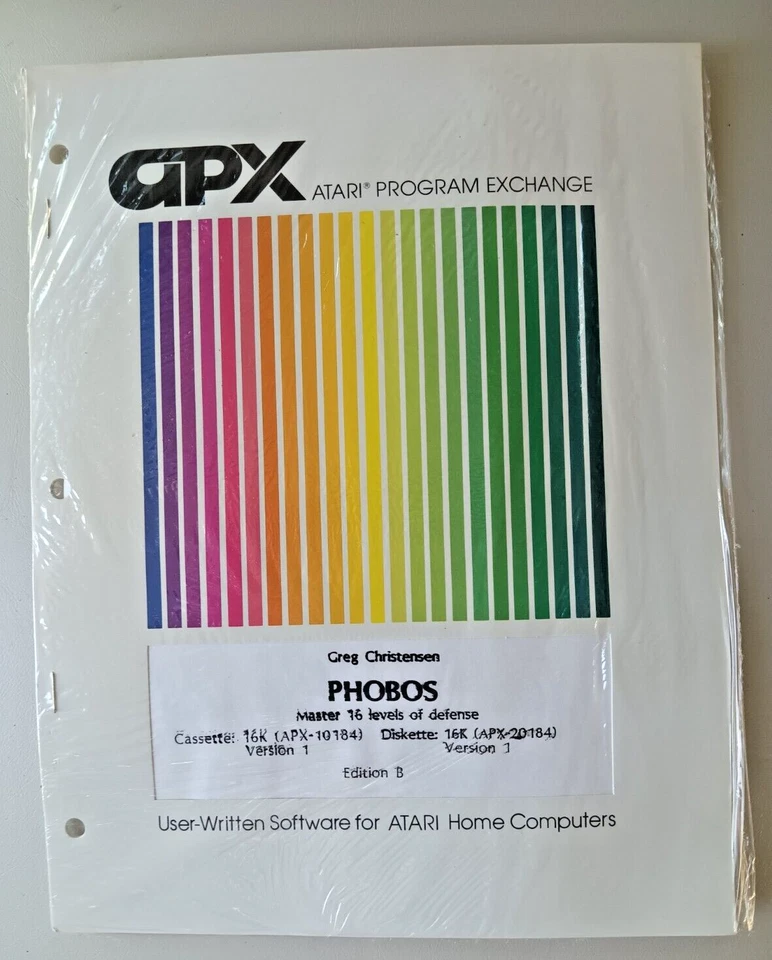 APX ATARI® PROGRAM EXCHANGE
Greg Christensen
PHOBOS
Master 16 levels of defense
Cassette: 16K (APX-10184) Diskette: 16K (APX-20184)
Version 1 Version 1
Edition B
User-Written Software for ATARI Home Computers